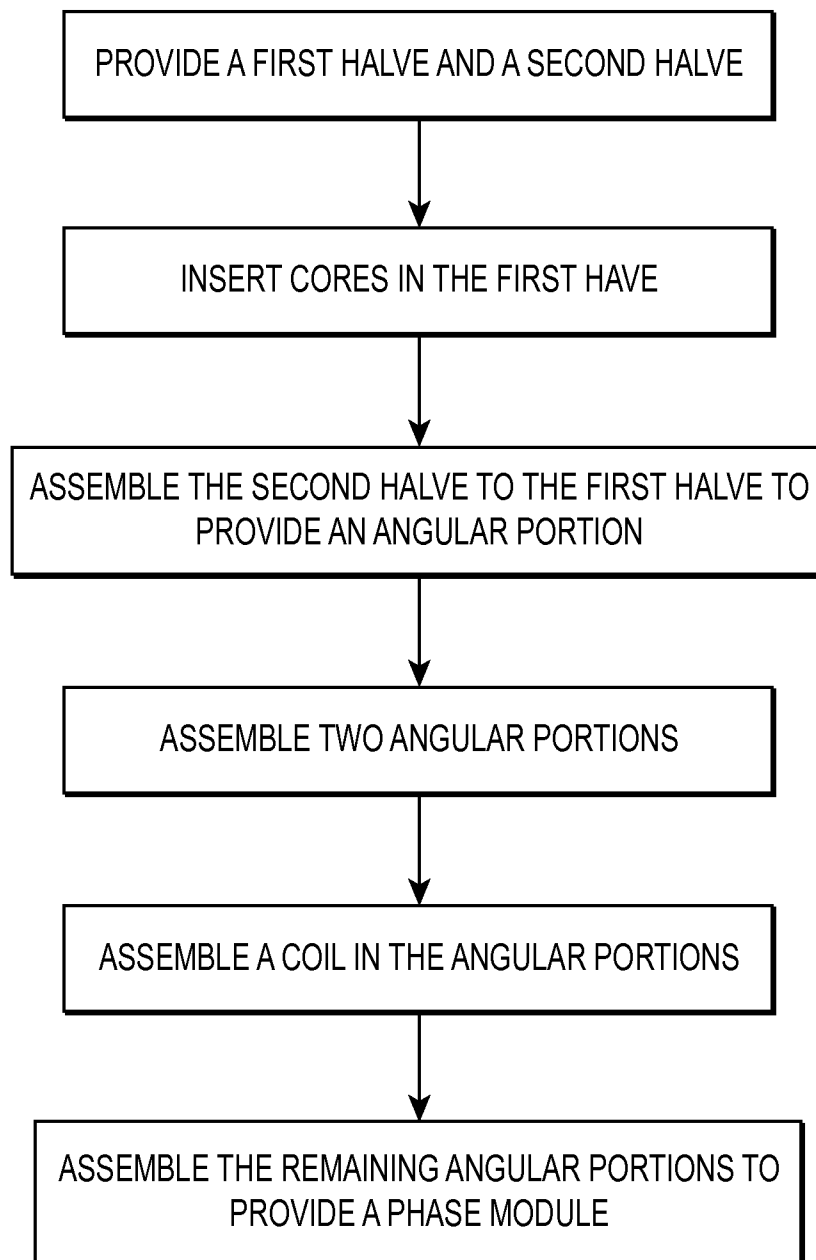 PROVIDE A FIRST HALVE AND A SECOND HALVE
INSERT CORES IN THE FIRST HAVE
ASSEMBLE THE SECOND HALVE TO THE FIRST HALVE TO
PROVIDE AN ANGULAR PORTION
ASSEMBLE TWO ANGULAR PORTIONS
ASSEMBLE A COIL IN THE ANGULAR PORTIONS
ASSEMBLE THE REMAINING ANGULAR PORTIONS TO
PROVIDE A PHASE MODULE